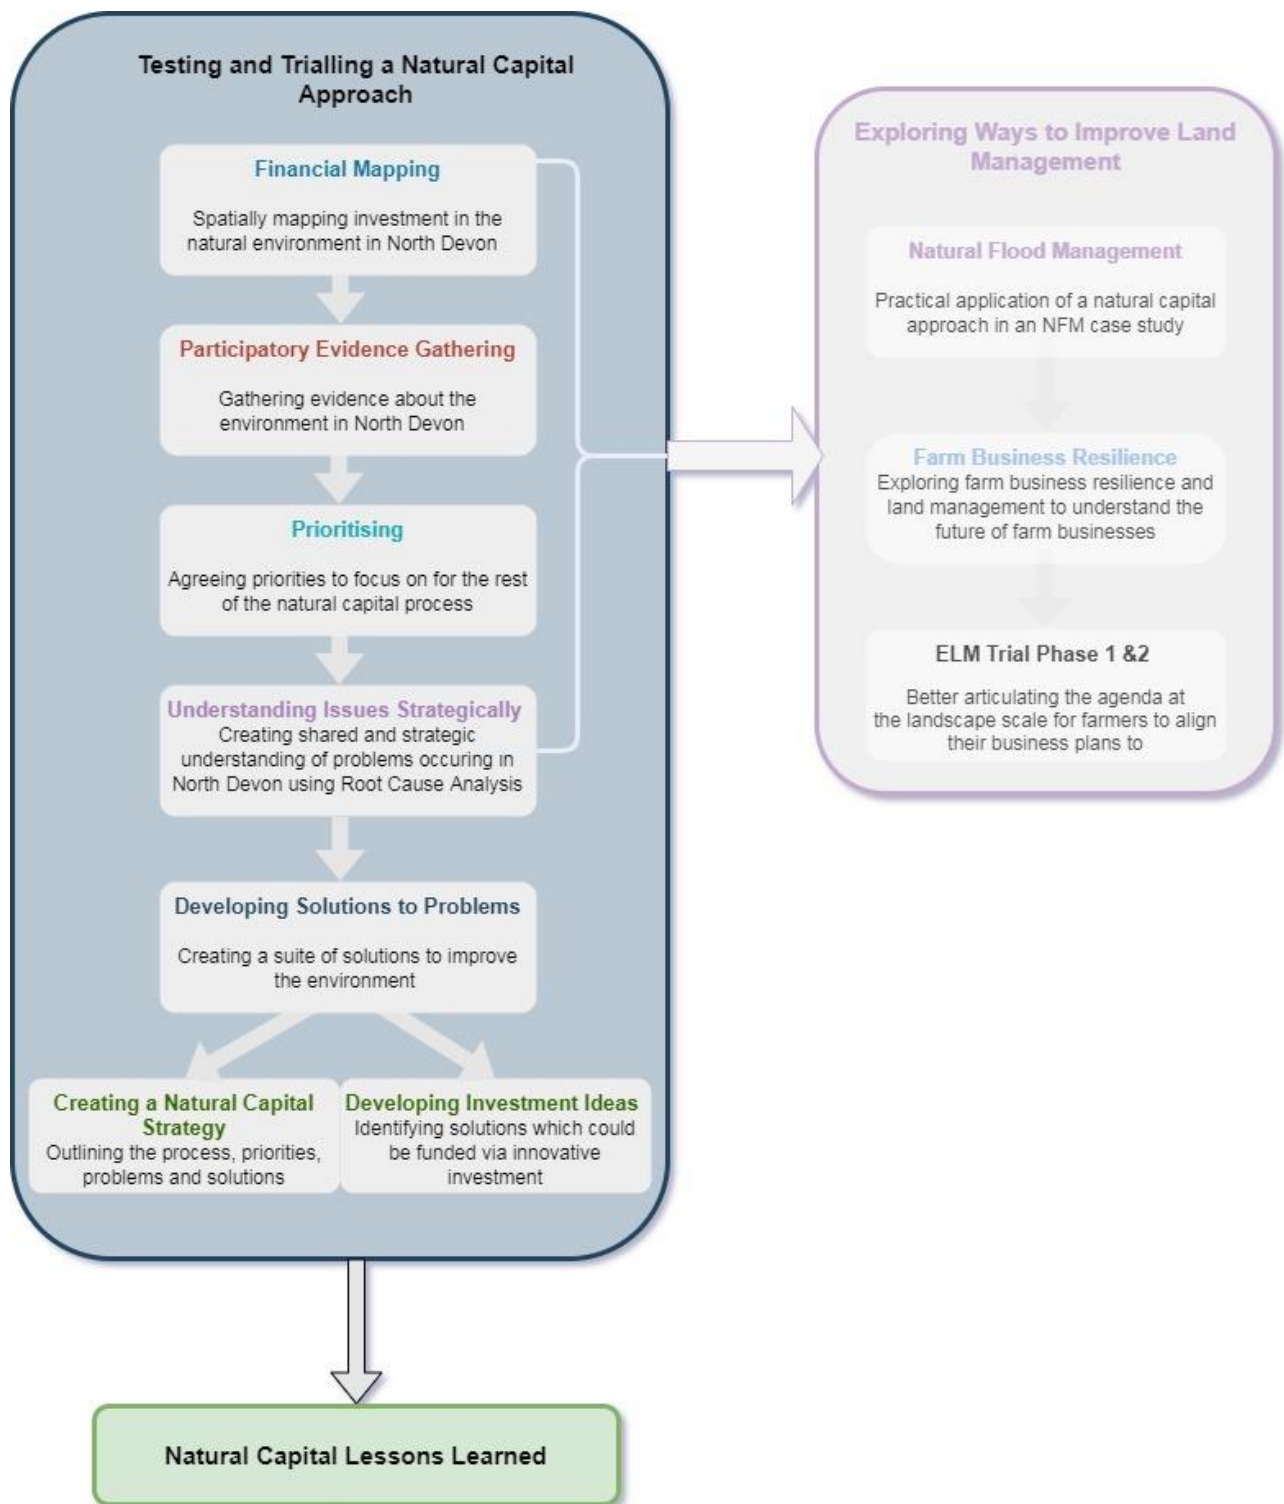 Testing and Trialling a Natural Capital
Approach
Financial Mapping
Spatially mapping investment in the
natural environment in North Devon
Participatory Evidence Gathering
Gathering evidence about the
environment in North Devon
Prioritising
Agreeing priorities to focus on for the rest
of the natural capital process
Understanding Issues Strategically
Creating shared and strategic
understanding of problems occuring in
North Devon using Root Cause Analysis
Developing Solutions to Problems
Creating a suite of solutions to improve
the environment
Creating a Natural Capital
Strategy
Outlining the process, priorities,
problems and solutions
Developing Investment Ideas
Identifying solutions which could
be funded via innovative
investment
Exploring Ways to Improve Land
Management
Natural Flood Management
Practical application of a natural capital
approach in an NFM case study
Farm Business Resilience
Exploring farm business resilience and
land management to understand the
future of farm businesses
ELM Trial Phase 1 &2
Better articulating the agenda at
the landscape scale for farmers to align
their business plans to
Natural Capital Lessons Learned